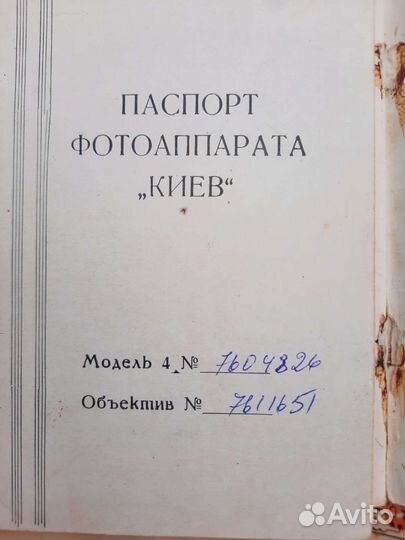 ПАСПОРТ
ФОТОАППАРАТА
„КИЕВ“
Модель 4 № 7604826
Объектив № 7611651
Avito